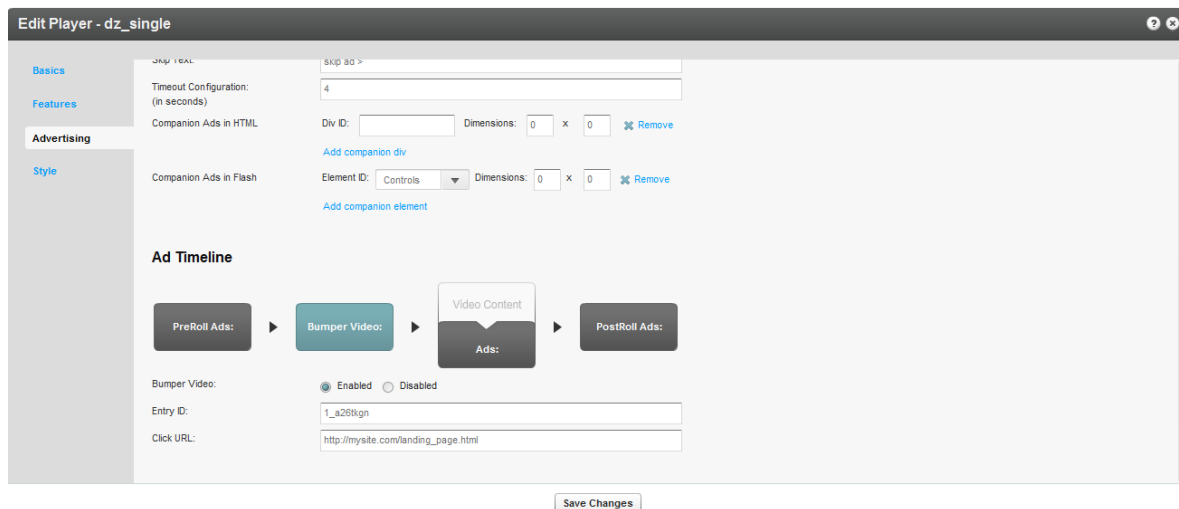 Edit Player - dz_single
Basics
Features
Advertising
Style
Skip Text: skip ad >
Timeout Configuration: 4
(in seconds)
Companion Ads in HTML Div ID: Dimensions: 0 x 0 Remove
Add companion div
Companion Ads in Flash Element ID: Controls Dimensions: 0 x 0 Remove
Add companion element
Ad Timeline
PreRoll Ads:
Bumper Video:
Video Content
Ads:
PostRoll Ads:
Bumper Video: Enabled Disabled
Entry ID: 1_a26tkgn
Click URL: http://mysite.com/landing_page.html
Save Changes